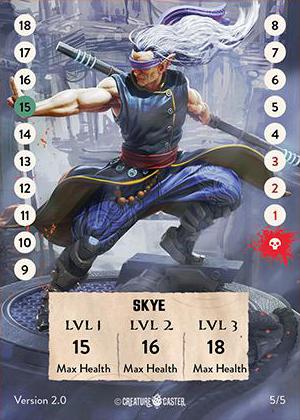 18 8
17 7
16 6
15 5
14 4
13 3
12 2
11 1
10
9
SKYE
LVL 1 LVL 2 LVL 3
15 16 18
Max Health Max Health Max Health
Version 2.0 © CREATURE CASTER 5/5